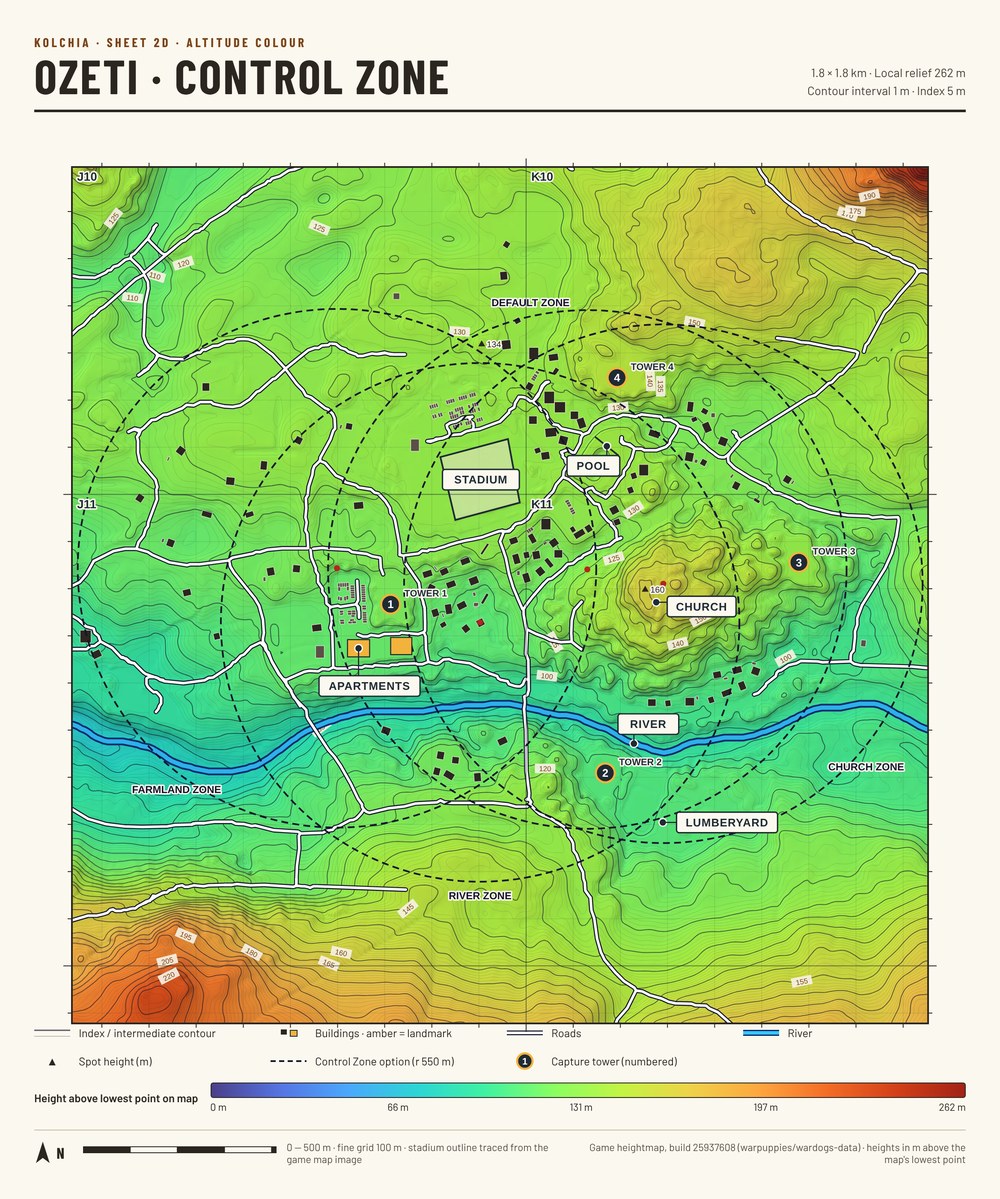 KOLCHIA · SHEET 2D · ALTITUDE COLOUR
OZETI · CONTROL ZONE
1.8 × 1.8 km · Local relief 262 m
Contour interval 1 m · Index 5 m
J10
K10
190
175
125
125
120
110
110
DEFAULT ZONE
150
130
134
TOWER 4
4
140
135
130
POOL
STADIUM
J11
K11
130
125
TOWER 3
3
160
TOWER 1
1
CHURCH
140
100
100
APARTMENTS
RIVER
TOWER 2
2
120
CHURCH ZONE
FARMLAND ZONE
LUMBERYARD
RIVER ZONE
145
195
180
160
165
205
220
155
Index / intermediate contour
Buildings · amber = landmark
Roads
River
Spot height (m)
Control Zone option (r 550 m)
1
Capture tower (numbered)
Height above lowest point on map
0 m
66 m
131 m
197 m
262 m
N
0 — 500 m · fine grid 100 m · stadium outline traced from the
game map image
Game heightmap, build 25937608 (warpuppies/wardogs-data) · heights in m above the
map's lowest point